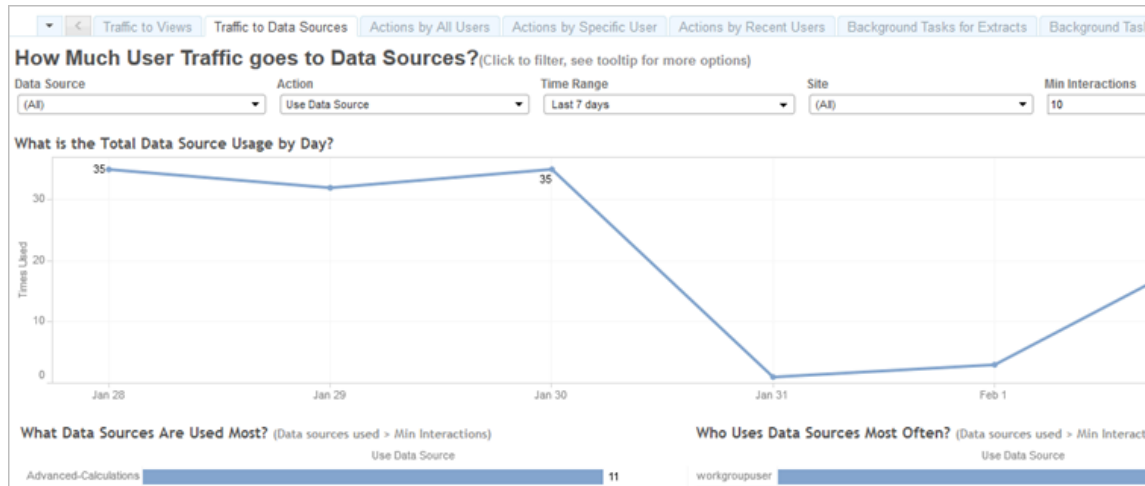 Traffic to Views Traffic to Data Sources Actions by All Users Actions by Specific User Actions by Recent Users Background Tasks for Extracts Background Tas
How Much User Traffic goes to Data Sources?(Click to filter, see tooltip for more options)
Data Source Action Time Range Site Min Interactions
(All) Use Data Source Last 7 days (All) 10
What is the Total Data Source Usage by Day?
35
35
30
20
10
0
Times Used
Jan 28 Jan 29 Jan 30 Jan 31 Feb 1
What Data Sources Are Used Most? (Data sources used > Min Interactions) Who Uses Data Sources Most Often? (Data sources used > Min Interact
Use Data Source Use Data Source
Advanced-Calculations 11 workgroupuser